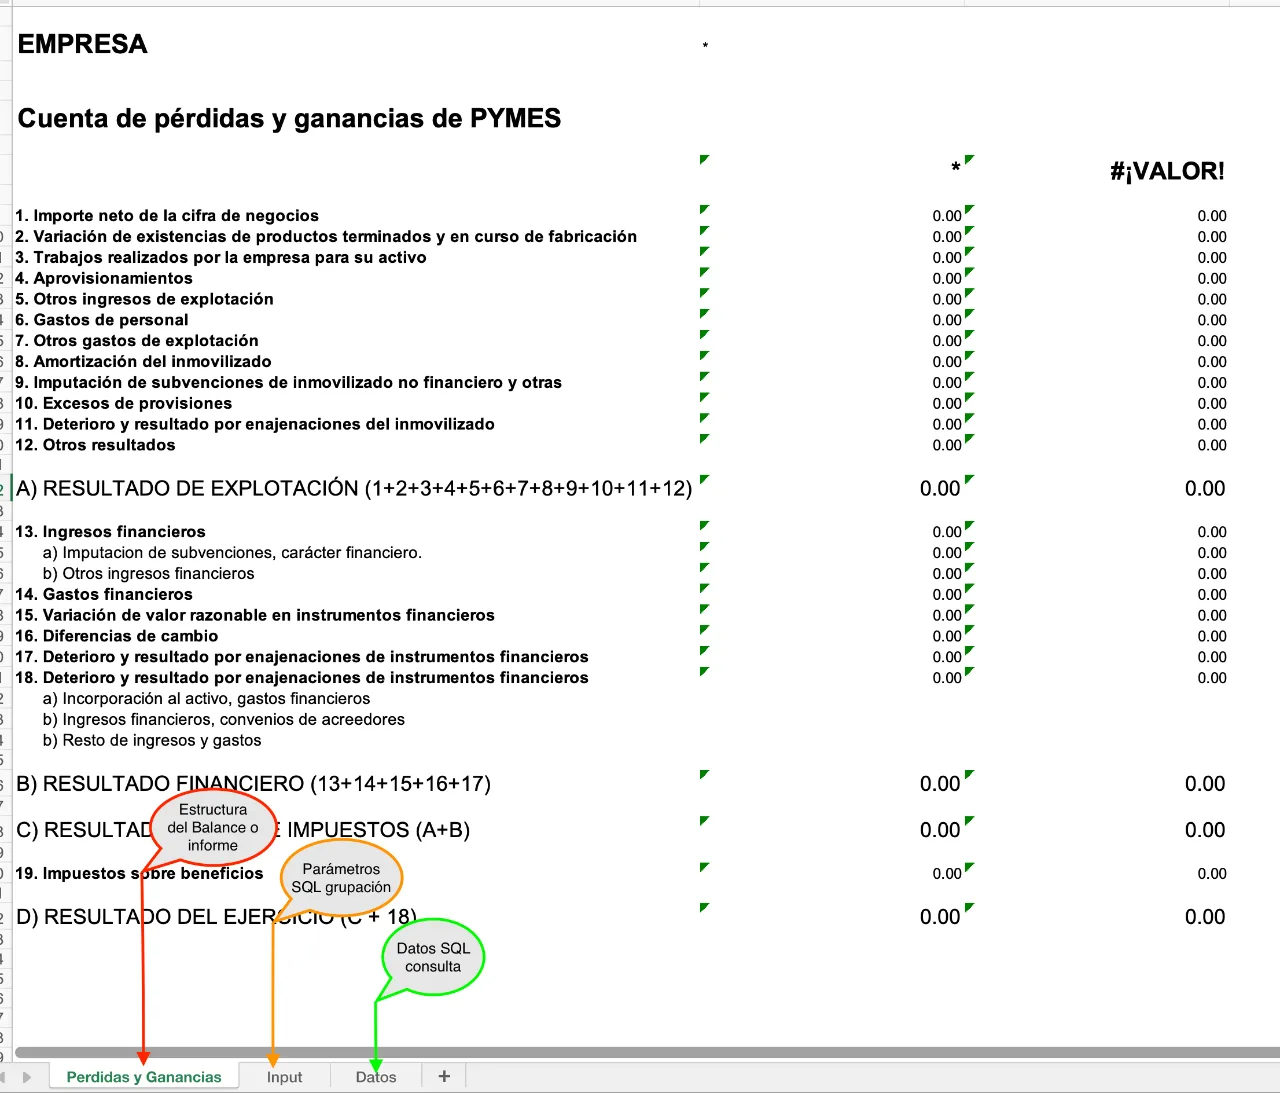 EMPRESA *
Cuenta de pérdidas y ganancias de PYMES
* #¡VALOR!
1. Importe neto de la cifra de negocios 0.00 0.00
2. Variación de existencias de productos terminados y en curso de fabricación 0.00 0.00
3. Trabajos realizados por la empresa para su activo 0.00 0.00
4. Aprovisionamientos 0.00 0.00
5. Otros ingresos de explotación 0.00 0.00
6. Gastos de personal 0.00 0.00
7. Otros gastos de explotación 0.00 0.00
8. Amortización del inmovilizado 0.00 0.00
9. Imputación de subvenciones de inmovilizado no financiero y otras 0.00 0.00
10. Excesos de provisiones 0.00 0.00
11. Deterioro y resultado por enajenaciones del inmovilizado 0.00 0.00
12. Otros resultados 0.00 0.00
A) RESULTADO DE EXPLOTACIÓN (1+2+3+4+5+6+7+8+9+10+11+12) 0.00 0.00
13. Ingresos financieros 0.00 0.00
a) Imputacion de subvenciones, carácter financiero. 0.00 0.00
b) Otros ingresos financieros 0.00 0.00
14. Gastos financieros 0.00 0.00
15. Variación de valor razonable en instrumentos financieros 0.00 0.00
16. Diferencias de cambio 0.00 0.00
17. Deterioro y resultado por enajenaciones de instrumentos financieros 0.00 0.00
18. Deterioro y resultado por enajenaciones de instrumentos financieros 0.00 0.00
a) Incorporación al activo, gastos financieros
b) Ingresos financieros, convenios de acreedores
b) Resto de ingresos y gastos
B) RESULTADO FINANCIERO (13+14+15+16+17) 0.00 0.00
Estructura
del Balance o
informe
C) IMPUESTOS (A+B) 0.00 0.00
Parámetros
SQL grupación
19. Impuestos sobre beneficios 0.00 0.00
D) RESULTADO DEL EJERCICIO (C + 18) 0.00 0.00
Datos SQL
consulta
Perdidas y Ganancias Input Datos +